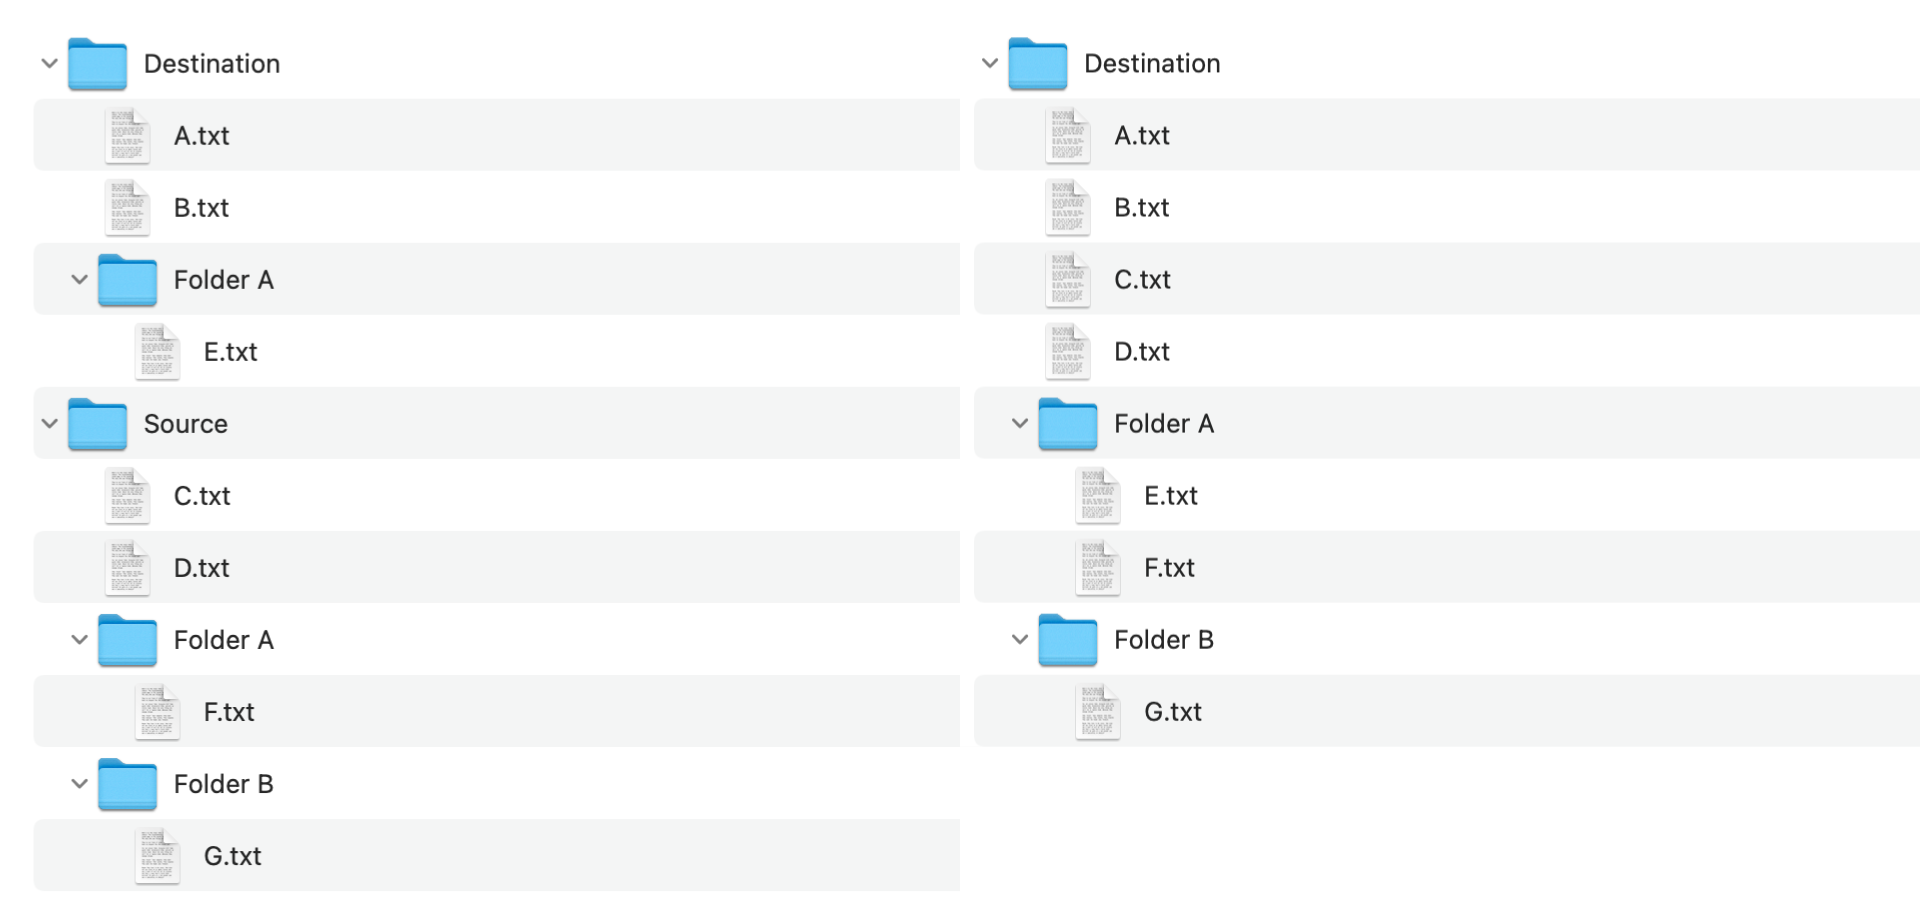 Destination
A.txt
B.txt
Folder A
E.txt
Source
C.txt
D.txt
Folder A
F.txt
Folder B
G.txt
Destination
A.txt
B.txt
C.txt
D.txt
Folder A
E.txt
F.txt
Folder B
G.txt